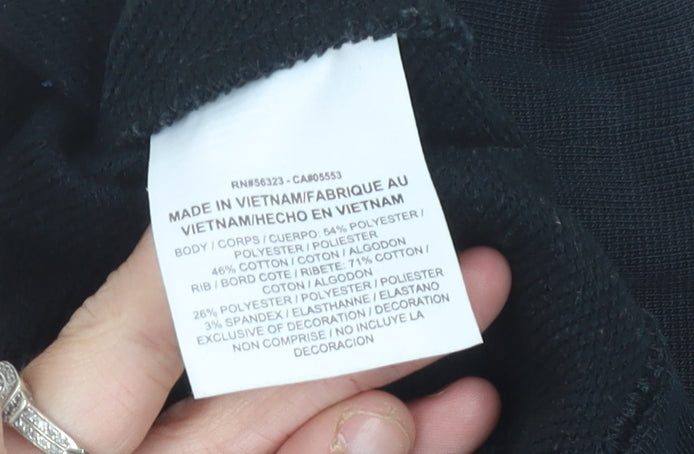 RN#56323 - CA#05553
MADE IN VIETNAM/FABRIQUE AU
VIETNAM/HECHO EN VIETNAM
BODY / CORPS / CUERPO: 54% POLYESTER /
POLYESTER / POLIESTER
46% COTTON / COTON / ALGODON
RIB / BORD COTE / RIBETE: 71% COTTON /
COTON / ALGODON
26% POLYESTER / POLYESTER / POLIESTER
3% SPANDEX / ELASTHANNE / ELASTANO
EXCLUSIVE OF DECORATION / DECORATION
NON COMPRISE / NO INCLUYE LA
DECORACION